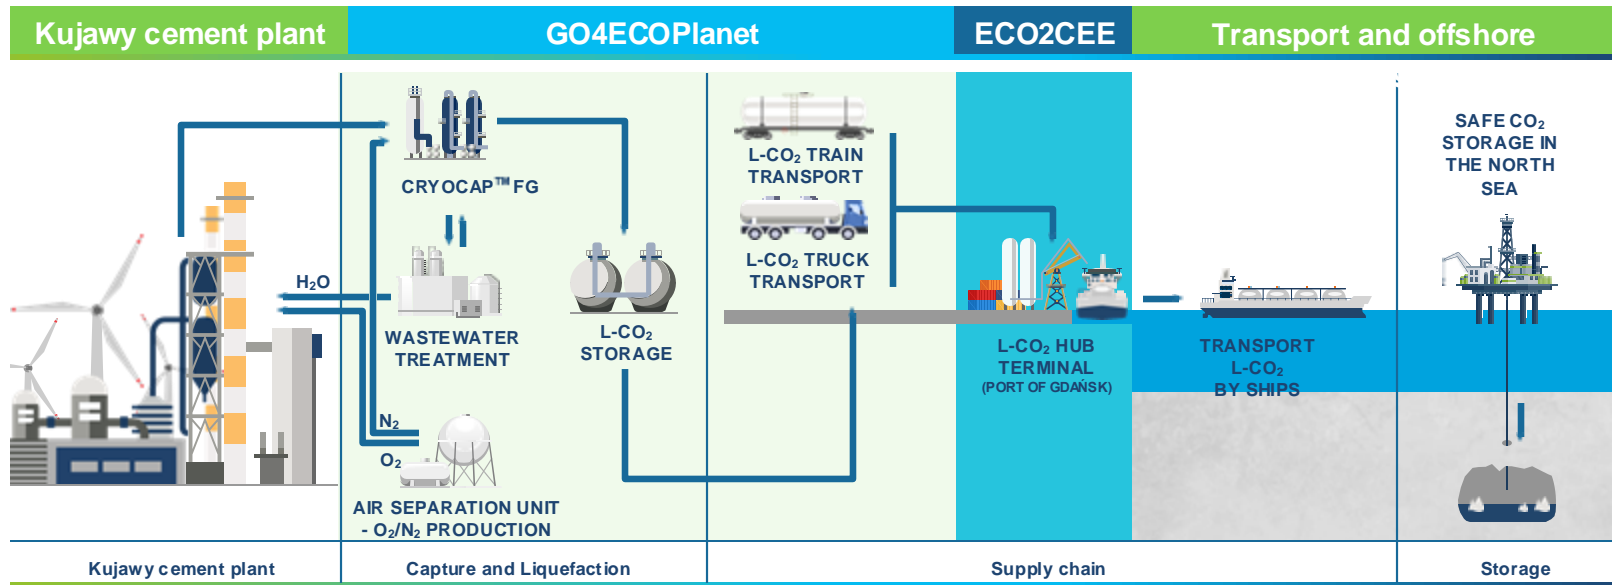 Kujawy cement plant
GO4ECOPlanet
ECO2CEE
Transport and offshore
CRYOCAP™ FG
H₂O
WASTEWATER
TREATMENT
N₂
O₂
AIR SEPARATION UNIT
- O₂/N₂ PRODUCTION
L-CO₂
STORAGE
L-CO₂ TRAIN
TRANSPORT
L-CO₂ TRUCK
TRANSPORT
L-CO₂ HUB
TERMINAL
(PORT OF GDAŃSK)
TRANSPORT
L-CO₂
BY SHIPS
SAFE CO₂
STORAGE IN
THE NORTH
SEA
Kujawy cement plant
Capture and Liquefaction
Supply chain
Storage